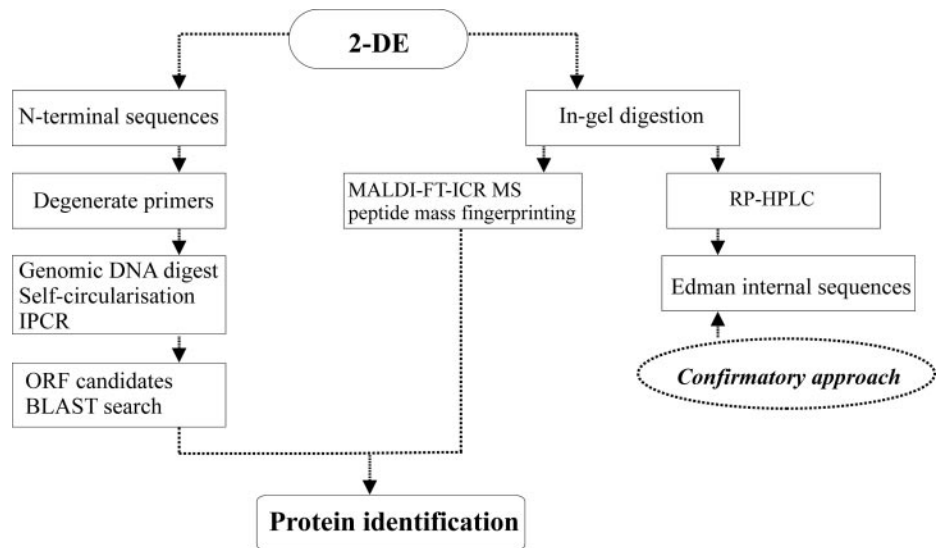 2-DE
N-terminal sequences
In-gel digestion
Degenerate primers
MALDI-FT-ICR MS
peptide mass fingerprinting
RP-HPLC
Genomic DNA digest
Self-circularisation
IPCR
Edman internal sequences
ORF candidates
BLAST search
Confirmatory approach
Protein identification